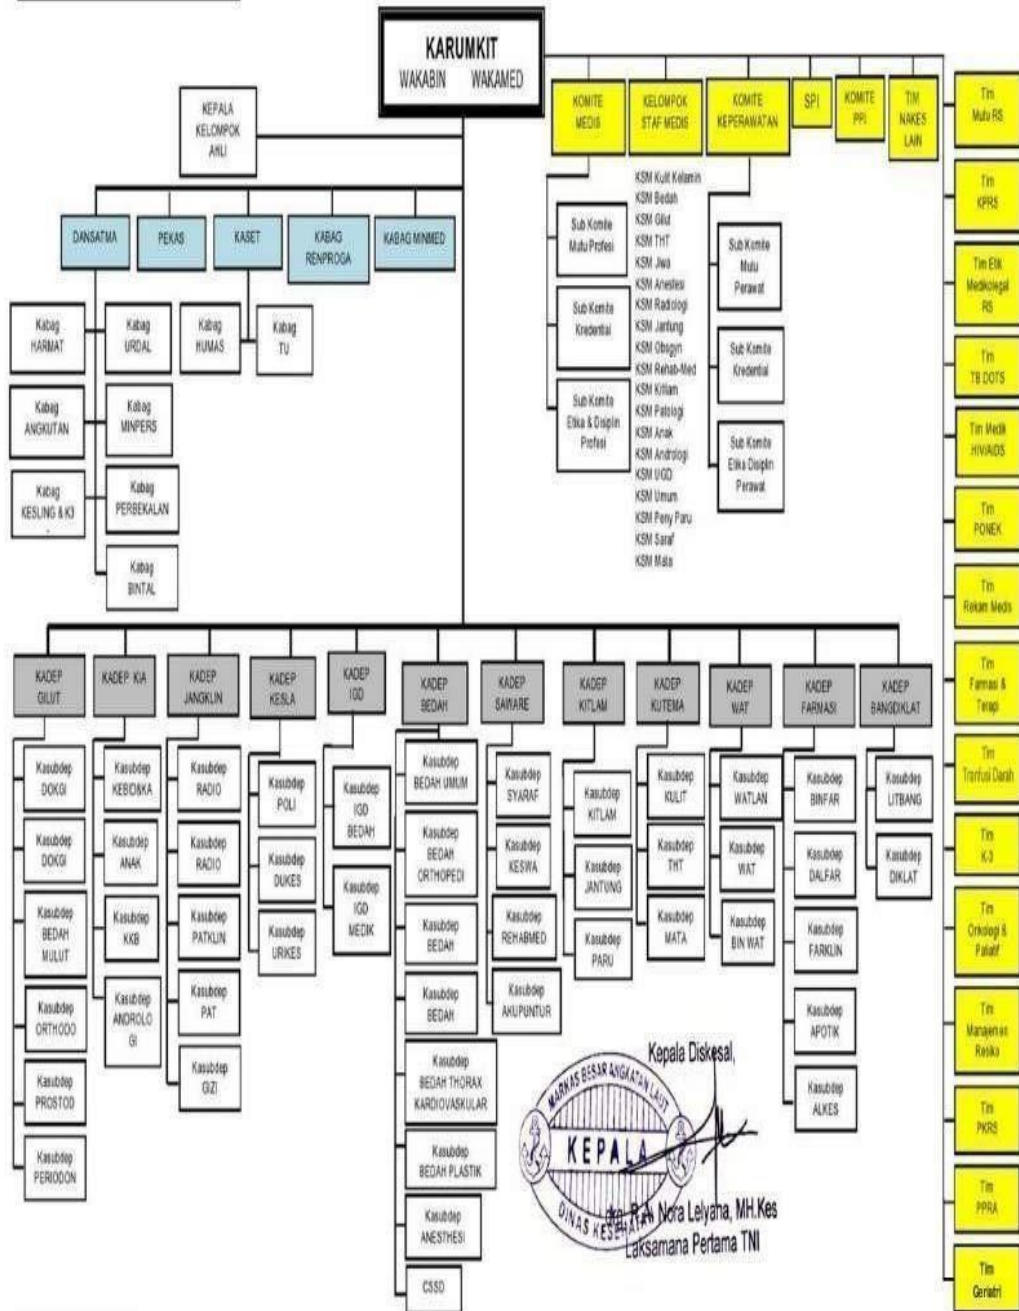 KARUMKIT
WAKABIN WAKAMED
KEPALA
KELOMPOK
AHLI
KOMITE
MEDIS
KELOMPOK
STAF MEDIS
KOMITE
KEPERAWATAN
SPI
KOMITE
PPI
TIM
NAKES
LAIN
DANSATMA
PEKAS
KASET
KABAG
RENPROGA
KABAG MINMED
Kabag
HARMAT
Kabag
URDAL
Kabag
ANGKUTAN
Kabag
MINPERS
Kabag
KESLING & K3
Kabag
PERBEKALAN
Kabag
BINTAL
Kabag
HUMAS
Kabag
TU
Sub Komite
Mutu Profesi
Sub Komite
Kredential
Sub Komite
Etika & Disiplin
Profesi
KSM Kulit Kelamin
KSM Bedah
KSM Gilut
KSM THT
KSM Jiwa
KSM Anestesi
KSM Radiologi
KSM Jantung
KSM Obsgyn
KSM Rehab-Med
KSM Kitlam
KSM Patologi
KSM Anak
KSM Andrologi
KSM UGD
KSM Umum
KSM Peny Paru
KSM Saraf
KSM Mata
Sub Komite
Mutu
Perawat
Sub Komite
Kredential
Sub Komite
Etika Disiplin
Perawat
Tim
Mutu RS
Tim
KPRS
Tim Etik
Medikolegal
RS
Tim
TB DOTS
Tim Medik
HIV/AIDS
Tim
PONEK
Tim
Rekam Medis
Tim
Farmasi &
Terapi
Tim
Tranfusi Darah
Tim
K-3
Tim
Onkologi &
Paliatif
Tim
Manajemen
Resiko
Tim
PKRS
Tim
PPRA
Tim
Geriatri
KADEP
GILUT
Kasubdep
DOKGI
Kasubdep
DOKGI
Kasubdep
BEDAH
MULUT
Kasubdep
ORTHODO
Kasubdep
PROSTOD
Kasubdep
PERIODON
KADEP KIA
Kasubdep
KEBID&KA
Kasubdep
ANAK
Kasubdep
KKB
Kasubdep
ANDROLO
GI
KADEP
JANGKLIN
Kasubdep
RADIO
Kasubdep
RADIO
Kasubdep
PATKLIN
Kasubdep
PAT
Kasubdep
GIZI
KADEP
KESLA
Kasubdep
POLI
Kasubdep
DUKES
Kasubdep
URIKES
KADEP
IGD
Kasubdep
IGD
BEDAH
Kasubdep
IGD
MEDIK
KADEP
BEDAH
Kasubdep
BEDAH UMUM
Kasubdep
BEDAH
ORTHOPEDI
Kasubdep
BEDAH
Kasubdep
BEDAH
Kasubdep
BEDAH THORAX
KARDIOVASKULAR
Kasubdep
BEDAH PLASTIK
Kasubdep
ANESTHESI
CSSD
KADEP
SAWARE
Kasubdep
SYARAF
Kasubdep
KESWA
Kasubdep
REHABMED
Kasubdep
AKUPUNTUR
KADEP
KITLAM
Kasubdep
KITLAM
Kasubdep
JANTUNG
Kasubdep
PARU
KADEP
KUTEMA
Kasubdep
KULIT
Kasubdep
THT
Kasubdep
MATA
KADEP
WAT
Kasubdep
WATLAN
Kasubdep
WAT
Kasubdep
BIN WAT
KADEP
FARMASI
Kasubdep
BINFAR
Kasubdep
DALFAR
Kasubdep
FARKLIN
Kasubdep
APOTIK
Kasubdep
ALKES
KADEP
BANGDIKLAT
Kasubdep
LITBANG
Kasubdep
DIKLAT
Kepala Diskesal,
MARKAS BESAR ANGKATAN LAUT
KEPALA
DINAS KESEHATAN
Nora Lelyana, MH.Kes
Laksamana Pertama TNI